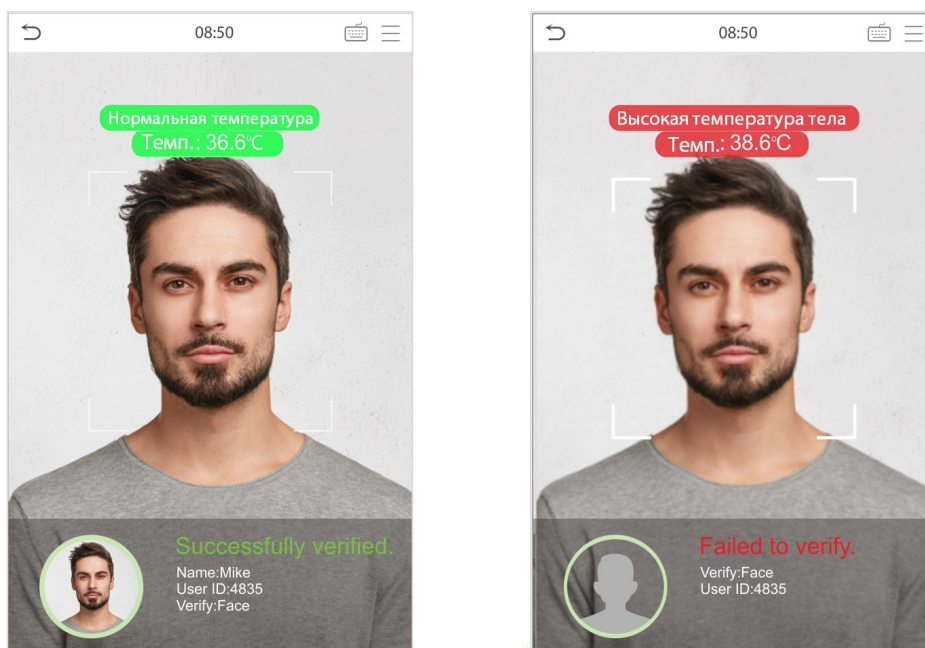 08:50
Нормальная температура
Темп.: 36.6°C
Successfully verified.
Name:Mike
User ID:4835
Verify:Face
08:50
Высокая температура тела
Темп.: 38.6°C
Failed to verify.
Verify:Face
User ID:4835